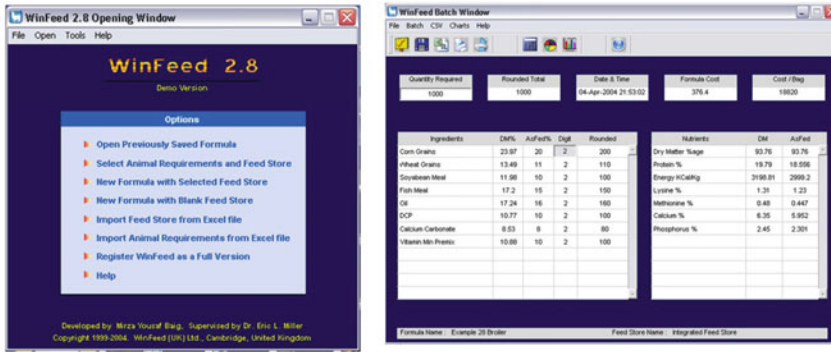 WinFeed 2.8 Opening Window
File Open Tools Help
WinFeed 2.8
Demo Version
Options
Open Previously Saved Formula
Select Animal Requirements and Feed Store
New Formula with Selected Feed Store
New Formula with Blank Feed Store
Import Feed Store from Excel file
Import Animal Requirements from Excel file
Register WinFeed as a Full Version
Help
Developed by Mirza Yousaf Baig, Supervised by Dr. Eric L. Miller
Copyright 1999-2004. WinFeed (UK) Ltd., Cambridge, United Kingdom
WinFeed Batch Window
File Batch CSV Charts Help
Quantity Required Rounded Total Date & Time Formula Cost Cost / Bag
1000 1000 04-Apr-2004 21:53:02 376.4 18820
Ingredients DM% AsFed% Digit Rounded
Corn Grains 23.97 20 2 200
Wheat Grains 13.49 11 2 110
Soyabean Meal 11.98 10 2 100
Fish Meal 17.2 15 2 150
Oil 17.24 16 2 160
DCP 10.77 10 2 100
Calcium Carbonate 8.53 8 2 80
Vitamin Min Premix 10.88 10 2 100
Nutrients DM AsFed
Dry Matter %age 93.76 93.76
Protein % 19.79 18.556
Energy KCal/Kg 3198.81 2999.2
Lysine % 1.31 1.23
Methionine % 0.48 0.447
Calcium % 6.35 5.952
Phosphorus % 2.45 2.301
Formula Name : Example 28 Broiler Feed Store Name : Integrated Feed Store